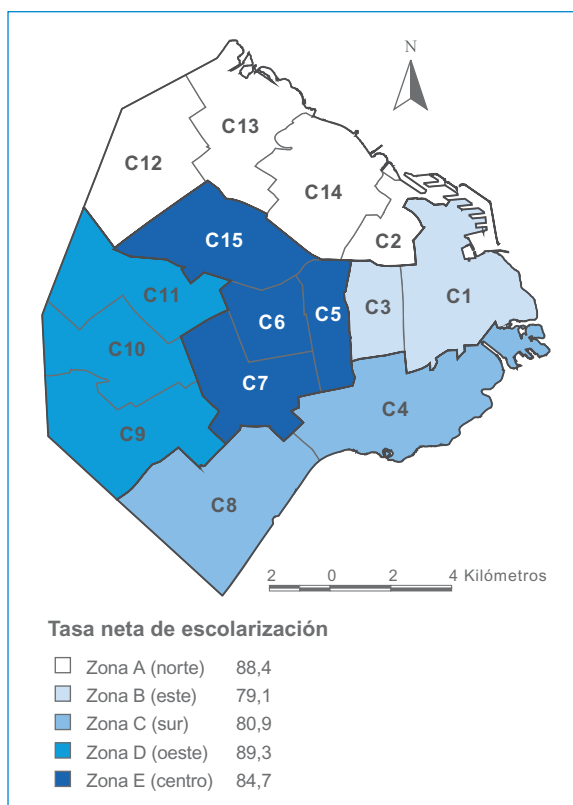 N
C13
C12
C14
C15
C2
C11
C1
C3
C5
C6
C10
C7
C4
C9
C8
2 0 2 4 Kilómetros
Tasa neta de escolarización
Zona A (norte) 88,4
Zona B (este) 79,1
Zona C (sur) 80,9
Zona D (oeste) 89,3
Zona E (centro) 84,7